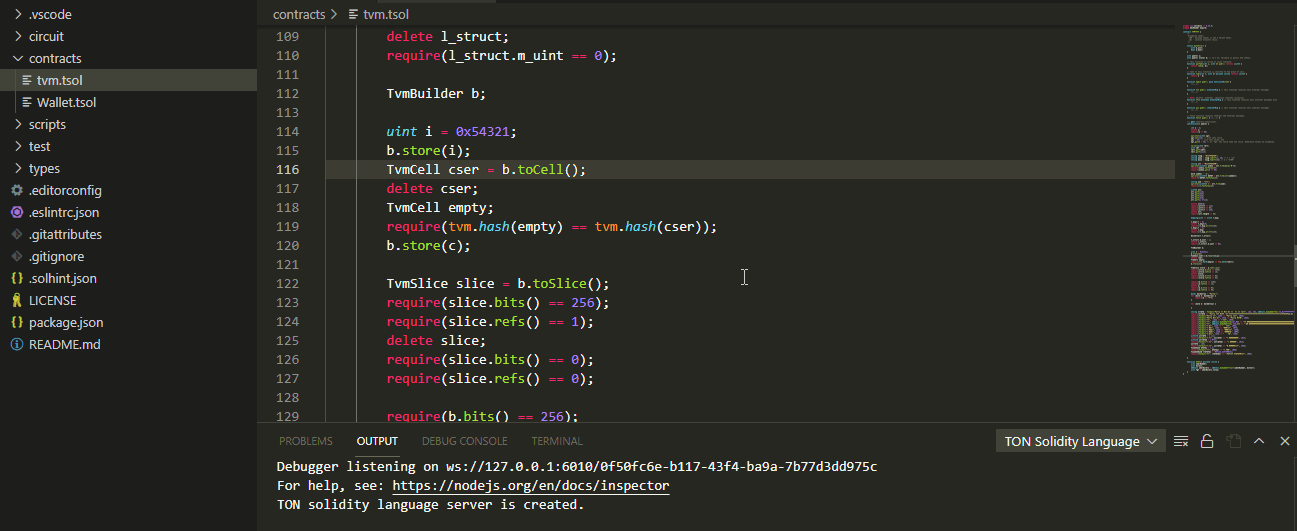 .vscode
circuit
contracts
tvm.tsol
Wallet.tsol
scripts
test
types
.editorconfig
.eslintrc.json
.gitattributes
.gitignore
.solhint.json
LICENSE
package.json
README.md
contracts > tvm.tsol
109 delete l_struct;
110 require(l_struct.m_uint == 0);
111
112 TvmBuilder b;
113
114 uint i = 0x54321;
115 b.store(i);
116 TvmCell cser = b.toCell();
117 delete cser;
118 TvmCell empty;
119 require(tvm.hash(empty) == tvm.hash(cser));
120 b.store(c);
121
122 TvmSlice slice = b.toSlice();
123 require(slice.bits() == 256);
124 require(slice.refs() == 1);
125 delete slice;
126 require(slice.bits() == 0);
127 require(slice.refs() == 0);
128
129 require(b.bits() == 256);
PROBLEMS OUTPUT DEBUG CONSOLE TERMINAL TON Solidity Language
Debugger listening on ws://127.0.0.1:6010/0f50fc6e-b117-43f4-ba9a-7b77d3dd975c
For help, see: https://nodejs.org/en/docs/inspector
TON solidity language server is created.